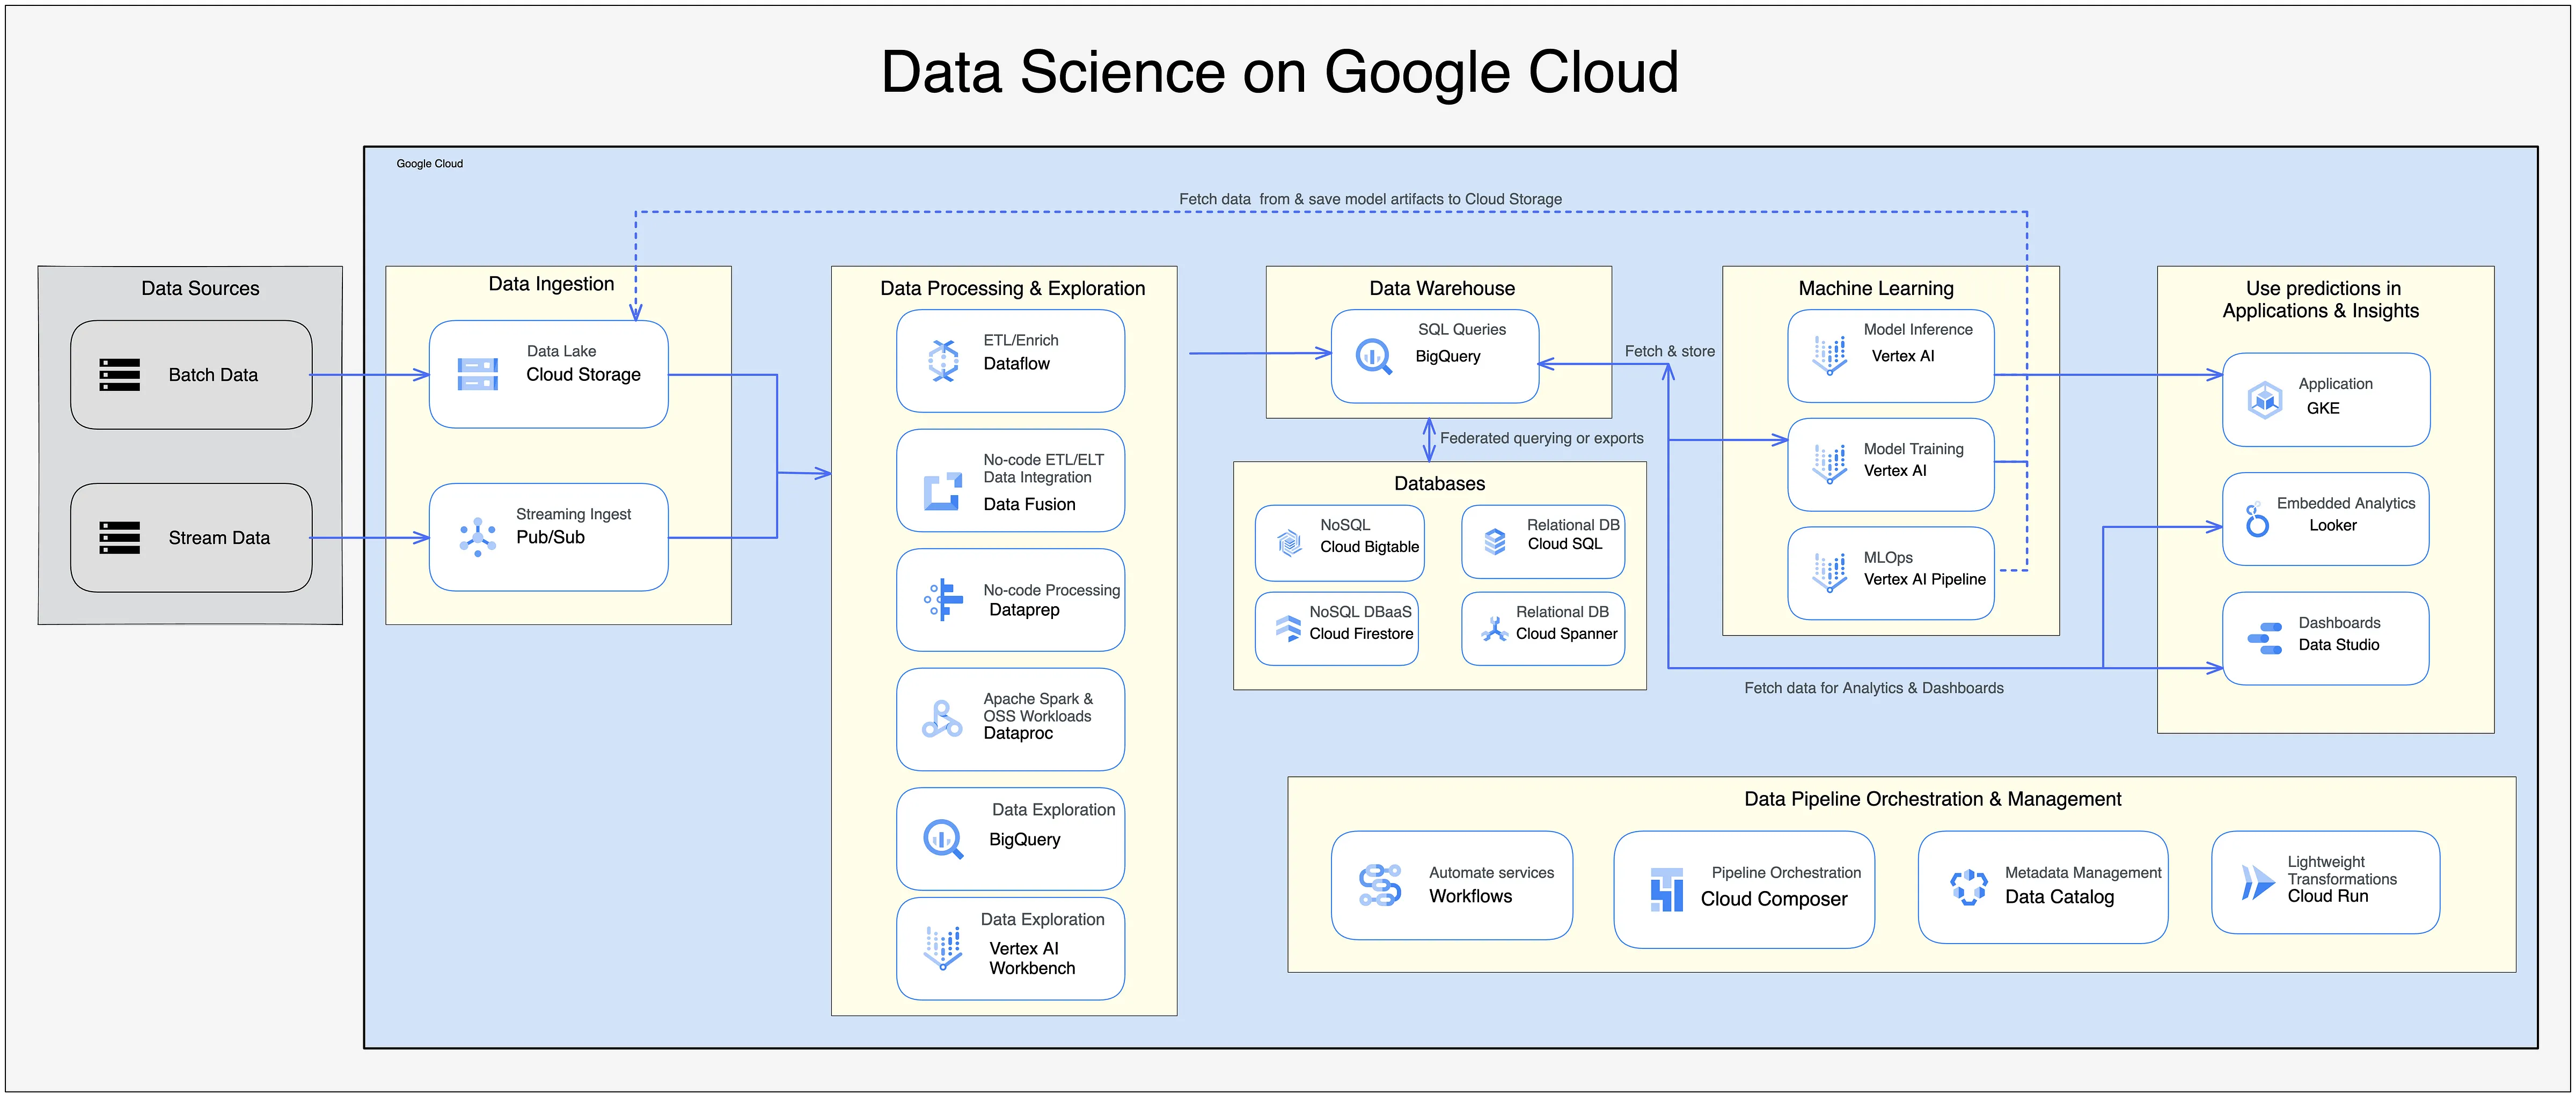 Data Science on Google Cloud
Google Cloud
Fetch data from & save model artifacts to Cloud Storage
Data Sources
Batch Data
Stream Data
Data Ingestion
Data Lake
Cloud Storage
Streaming Ingest
Pub/Sub
Data Processing & Exploration
ETL/Enrich
Dataflow
No-code ETL/ELT
Data Integration
Data Fusion
No-code Processing
Dataprep
Apache Spark &
OSS Workloads
Dataproc
Data Exploration
BigQuery
Data Exploration
Vertex AI
Workbench
Data Warehouse
SQL Queries
BigQuery
Fetch & store
Federated querying or exports
Databases
NoSQL
Cloud Bigtable
Relational DB
Cloud SQL
NoSQL DBaaS
Cloud Firestore
Relational DB
Cloud Spanner
Machine Learning
Model Inference
Vertex AI
Model Training
Vertex AI
MLOps
Vertex AI Pipeline
Fetch data for Analytics & Dashboards
Use predictions in
Applications & Insights
Application
GKE
Embedded Analytics
Looker
Dashboards
Data Studio
Data Pipeline Orchestration & Management
Automate services
Workflows
Pipeline Orchestration
Cloud Composer
Metadata Management
Data Catalog
Lightweight
Transformations
Cloud Run